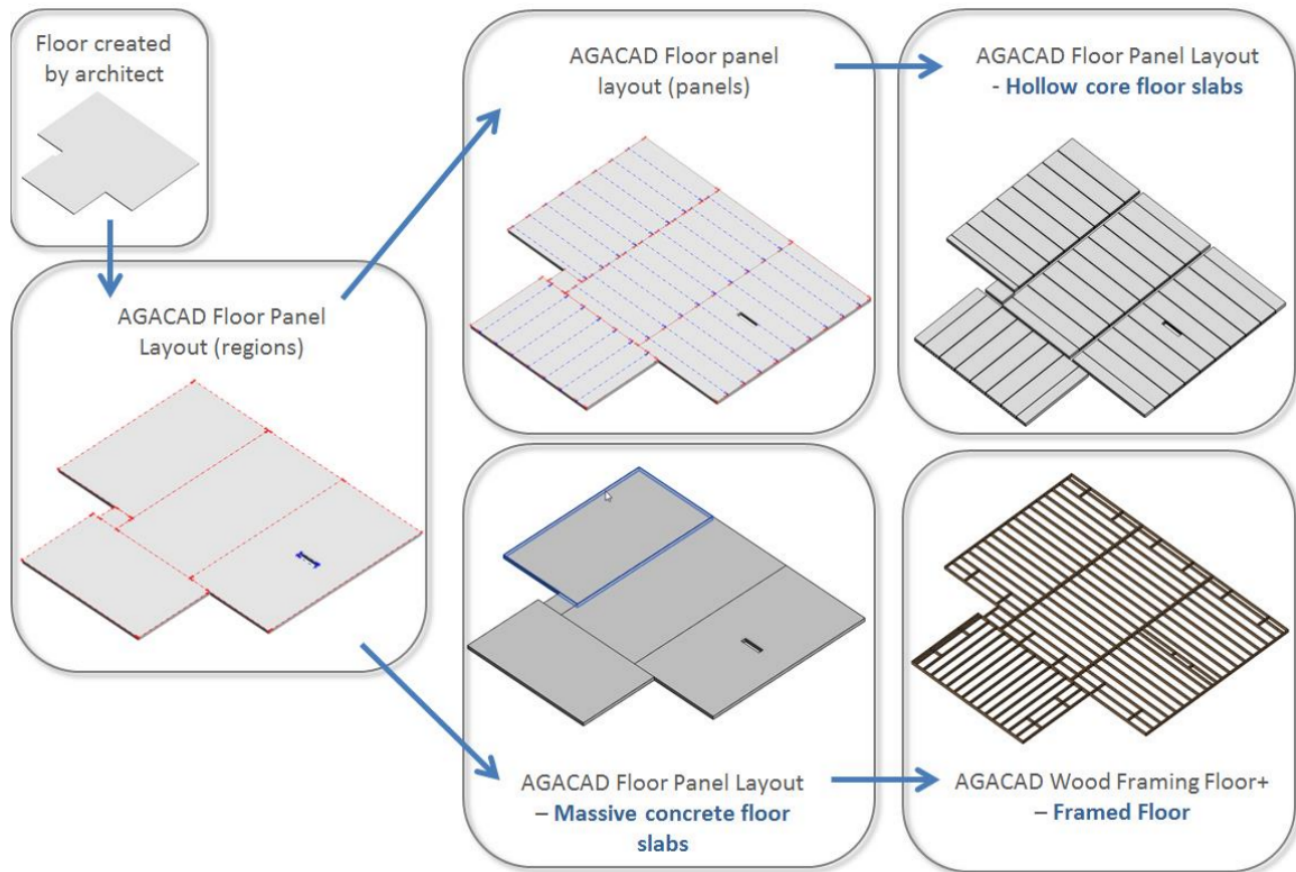 Floor created
by architect
AGACAD Floor Panel
Layout (regions)
AGACAD Floor panel
layout (panels)
AGACAD Floor Panel Layout
- Hollow core floor slabs
AGACAD Floor Panel Layout
– Massive concrete floor
slabs
AGACAD Wood Framing Floor+
– Framed Floor